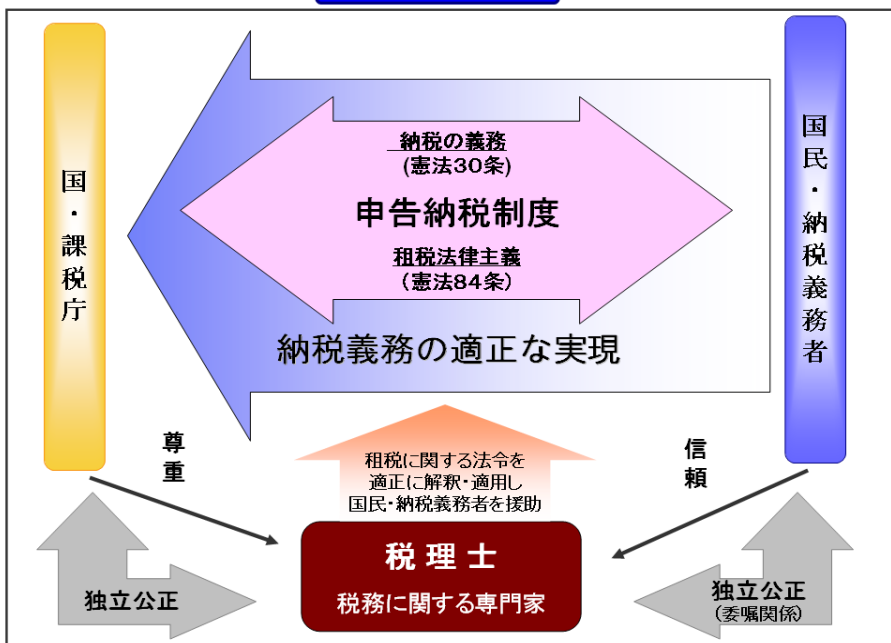 国・課税庁
国民・納税義務者
納税の義務
(憲法30条)
申告納税制度
租税法律主義
(憲法84条)
納税義務の適正な実現
尊重
信頼
租税に関する法令を
適正に解釈・適用し
国民・納税義務者を援助
税理士
税務に関する専門家
独立公正
独立公正
(委嘱関係)